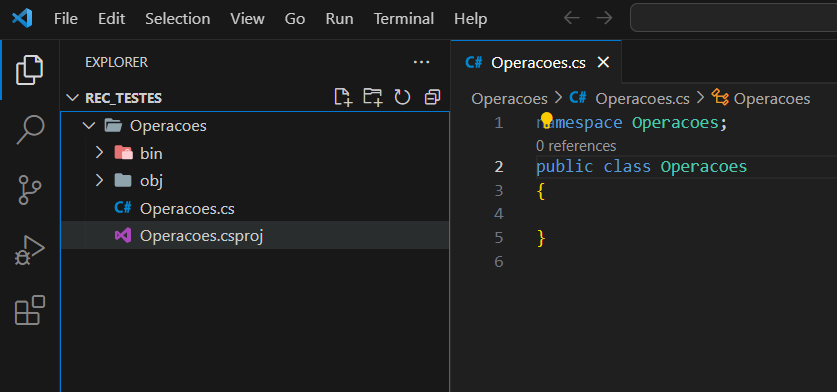 File Edit Selection View Go Run Terminal Help
EXPLORER ...
REC_TESTES
Operacoes
bin
obj
C# Operacoes.cs
Operacoes.csproj
C# Operacoes.cs
Operacoes > C# Operacoes.cs > Operacoes
1 namespace Operacoes;
0 references
2 public class Operacoes
3 {
4
5 }
6